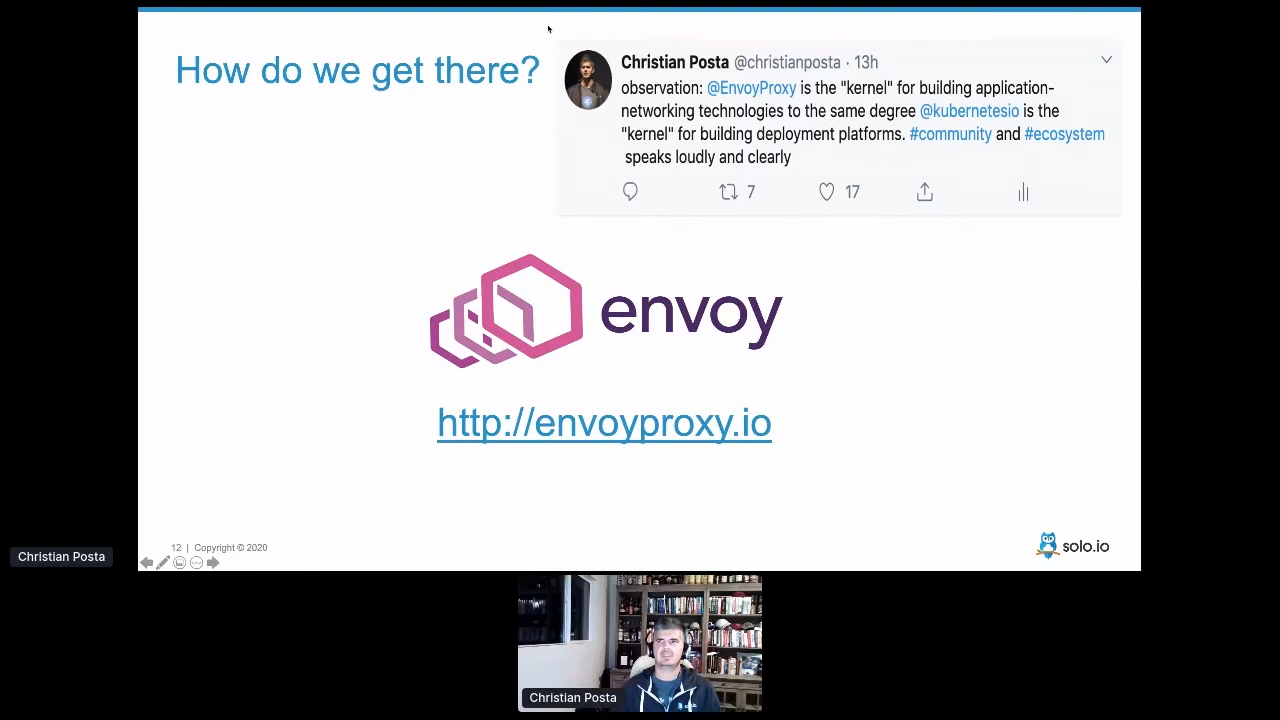 How do we get there?
Christian Posta @christianposta · 13h
observation: @EnvoyProxy is the "kernel" for building application-
networking technologies to the same degree @kubernetesio is the
"kernel" for building deployment platforms. #community and #ecosystem
speaks loudly and clearly
7 17
envoy
http://envoyproxy.io
12 | Copyright © 2020
solo.io
Christian Posta
Christian Posta